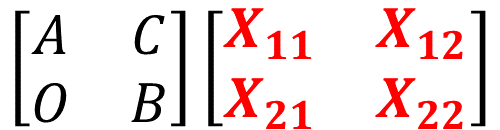 [A C] [X₁₁ X₁₂]
[O B] [X₂₁ X₂₂]